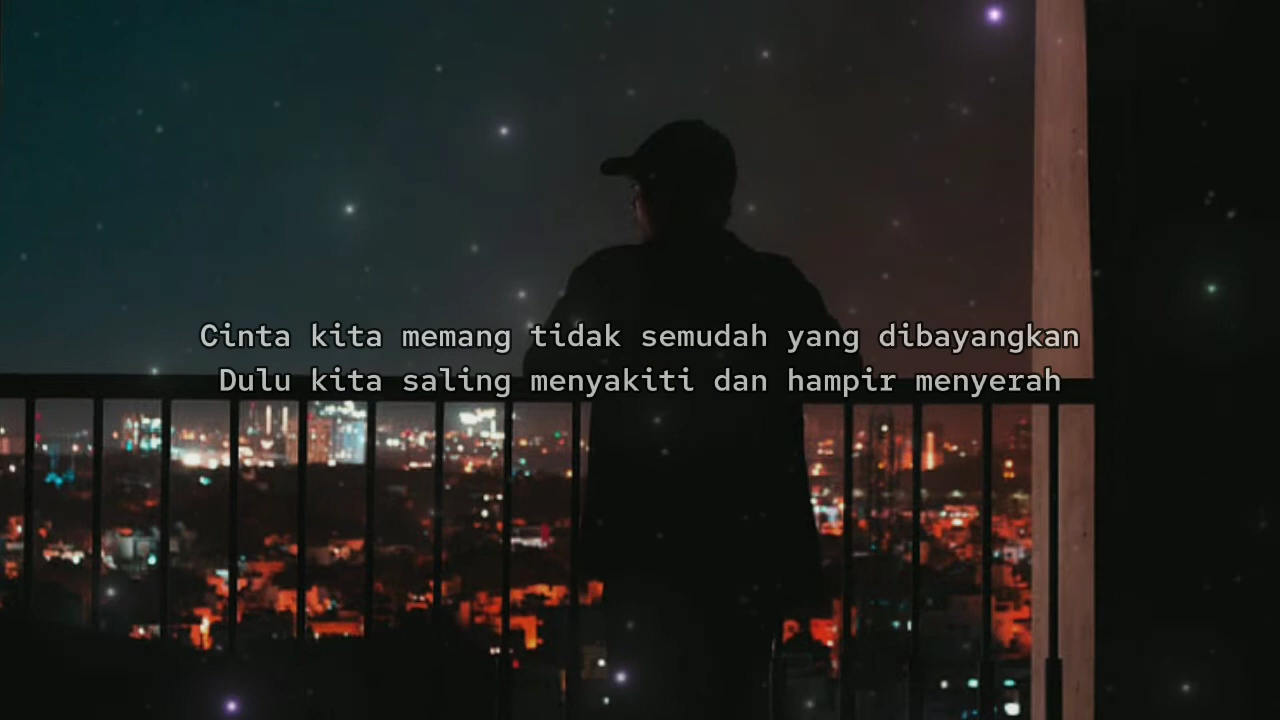 Cinta kita memang tidak semudah yang dibayangkan
Dulu kita saling menyakiti dan hampir menyerah